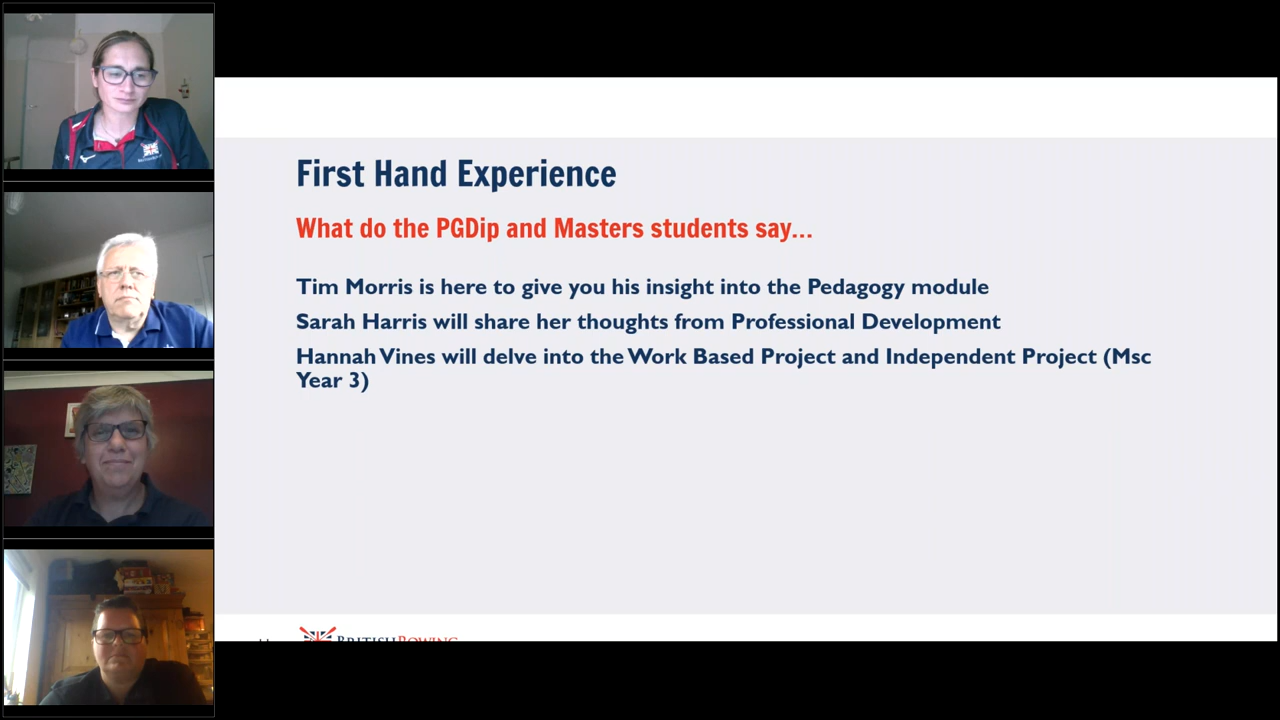 First Hand Experience
What do the PGDip and Masters students say...
Tim Morris is here to give you his insight into the Pedagogy module
Sarah Harris will share her thoughts from Professional Development
Hannah Vines will delve into the Work Based Project and Independent Project (Msc
Year 3)
BRITISH ROWING